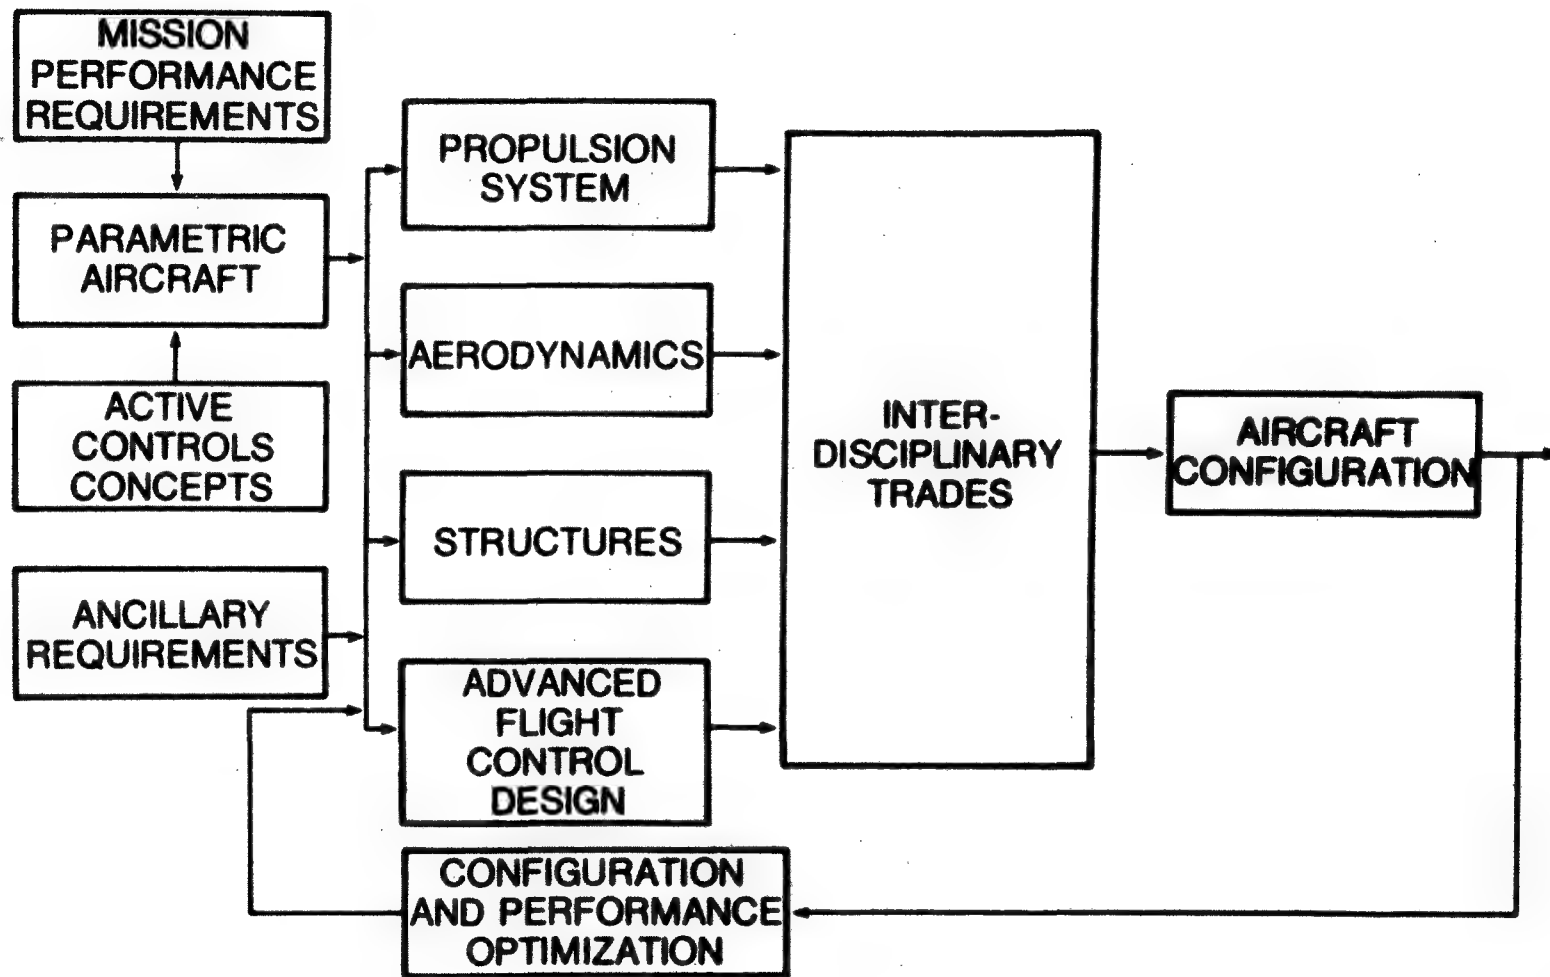 MISSION
PERFORMANCE
REQUIREMENTS
PARAMETRIC
AIRCRAFT
ACTIVE
CONTROLS
CONCEPTS
ANCILLARY
REQUIREMENTS
PROPULSION
SYSTEM
AERODYNAMICS
STRUCTURES
ADVANCED
FLIGHT
CONTROL
DESIGN
CONFIGURATION
AND PERFORMANCE
OPTIMIZATION
INTER-
DISCIPLINARY
TRADES
AIRCRAFT
CONFIGURATION